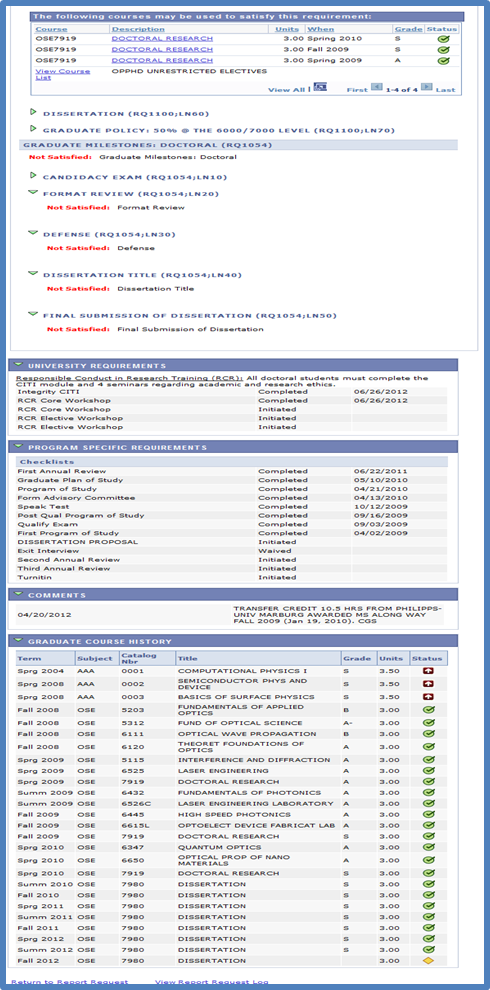 The following courses may be used to satisfy this requirement:
Course Description Units When Grade Status
OSE7919 DOCTORAL RESEARCH 3.00 Spring 2010 S
OSE7919 DOCTORAL RESEARCH 3.00 Fall 2009 S
OSE7919 DOCTORAL RESEARCH 3.00 Spring 2009 A
View Course List OPPHD UNRESTRICTED ELECTIVES
View All | First 1-4 of 4 Last
DISSERTATION (RQ1100;LN60)
GRADUATE POLICY: 50% @ THE 6000/7000 LEVEL (RQ1100;LN70)
GRADUATE MILESTONES: DOCTORAL (RQ1054)
Not Satisfied: Graduate Milestones: Doctoral
CANDIDACY EXAM (RQ1054;LN10)
FORMAT REVIEW (RQ1054;LN20)
Not Satisfied: Format Review
DEFENSE (RQ1054;LN30)
Not Satisfied: Defense
DISSERTATION TITLE (RQ1054;LN40)
Not Satisfied: Dissertation Title
FINAL SUBMISSION OF DISSERTATION (RQ1054;LN50)
Not Satisfied: Final Submission of Dissertation
UNIVERSITY REQUIREMENTS
Responsible Conduct in Research Training (RCR): All doctoral students must complete the
CITI module and 4 seminars regarding academic and research ethics.
Integrity CITI Completed 06/26/2012
RCR Core Workshop Completed 06/26/2012
RCR Core Workshop Initiated
RCR Elective Workshop Initiated
RCR Elective Workshop Initiated
PROGRAM SPECIFIC REQUIREMENTS
Checklists
First Annual Review Completed 06/22/2011
Graduate Plan of Study Completed 05/10/2010
Program of Study Completed 04/21/2010
Form Advisory Committee Completed 04/13/2010
Speak Test Completed 10/12/2009
Post Qual Program of Study Completed 09/16/2009
Qualify Exam Completed 09/03/2009
First Program of Study Completed 04/02/2009
DISSERTATION PROPOSAL Initiated
Exit Interview Waived
Second Annual Review Initiated
Third Annual Review Initiated
Turnitin Initiated
COMMENTS
04/20/2012 TRANSFER CREDIT 10.5 HRS FROM PHILIPPS-
UNIV MARBURG AWARDED MS ALONG WAY
FALL 2009 (Jan 19, 2010). CGS
GRADUATE COURSE HISTORY
Term Subject Catalog Nbr Title Grade Units Status
Sprg 2004 AAA 0001 COMPUTATIONAL PHYSICS I S 3.50
Sprg 2008 AAA 0002 SEMICONDUCTOR PHYS AND DEVICE S 3.50
Sprg 2008 AAA 0003 BASICS OF SURFACE PHYSICS S 3.50
Fall 2008 OSE 5203 FUNDAMENTALS OF APPLIED OPTICS B 3.00
Fall 2008 OSE 5312 FUND OF OPTICAL SCIENCE A- 3.00
Fall 2008 OSE 6111 OPTICAL WAVE PROPAGATION B 3.00
Fall 2008 OSE 6120 THEORET FOUNDATIONS OF OPTICS A 3.00
Sprg 2009 OSE 5115 INTERFERENCE AND DIFFRACTION A 3.00
Sprg 2009 OSE 6525 LASER ENGINEERING A 3.00
Sprg 2009 OSE 7919 DOCTORAL RESEARCH A 3.00
Summ 2009 OSE 6432 FUNDAMENTALS OF PHOTONICS A 3.00
Summ 2009 OSE 6526C LASER ENGINEERING LABORATORY A 3.00
Fall 2009 OSE 6445 HIGH SPEED PHOTONICS A 3.00
Fall 2009 OSE 6615L OPTOELECT DEVICE FABRICAT LAB A 3.00
Fall 2009 OSE 7919 DOCTORAL RESEARCH S 3.00
Sprg 2010 OSE 6347 QUANTUM OPTICS A 3.00
Sprg 2010 OSE 6650 OPTICAL PROP OF NANO MATERIALS A 3.00
Sprg 2010 OSE 7919 DOCTORAL RESEARCH S 3.00
Summ 2010 OSE 7980 DISSERTATION S 3.00
Fall 2010 OSE 7980 DISSERTATION S 3.00
Sprg 2011 OSE 7980 DISSERTATION S 3.00
Summ 2011 OSE 7980 DISSERTATION S 3.00
Fall 2011 OSE 7980 DISSERTATION S 3.00
Sprg 2012 OSE 7980 DISSERTATION S 3.00
Summ 2012 OSE 7980 DISSERTATION S 3.00
Fall 2012 OSE 7980 DISSERTATION 3.00
Return to Report Request View Report Request Log